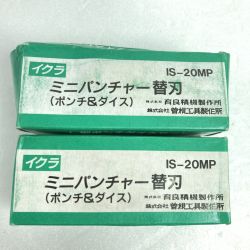 イクラ
IS-20MP
ミニパンチャー替刃
(ポンチ&ダイス)
株式会社 育良精機製作所
株式会社 曽根工具製作所
IS-20MP
イクラ
ミニパンチャー替刃
(ポンチ&ダイス)
株式会社 育良精機製作所
株式会社 曽根工具製作所